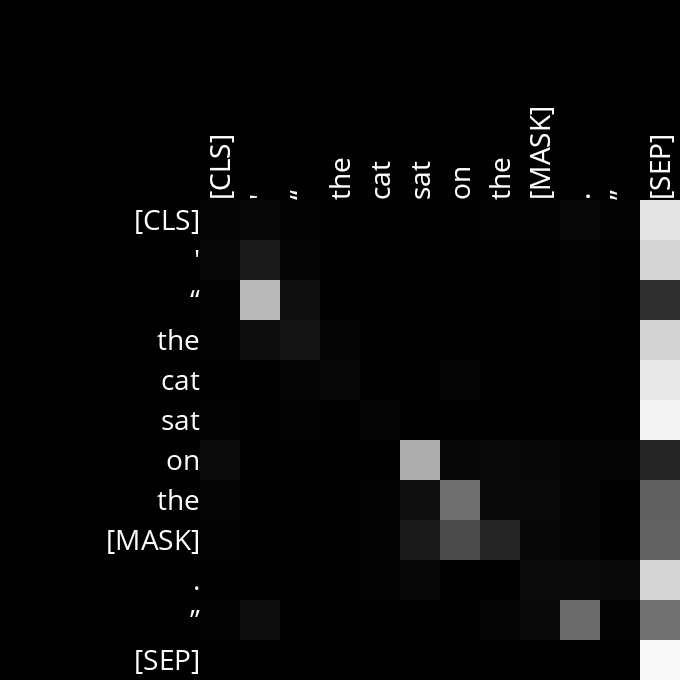 [CLS] ' “ the cat sat on the [MASK] . ” [SEP]
[CLS]
'
“
the
cat
sat
on
the
[MASK]
.
”
[SEP]